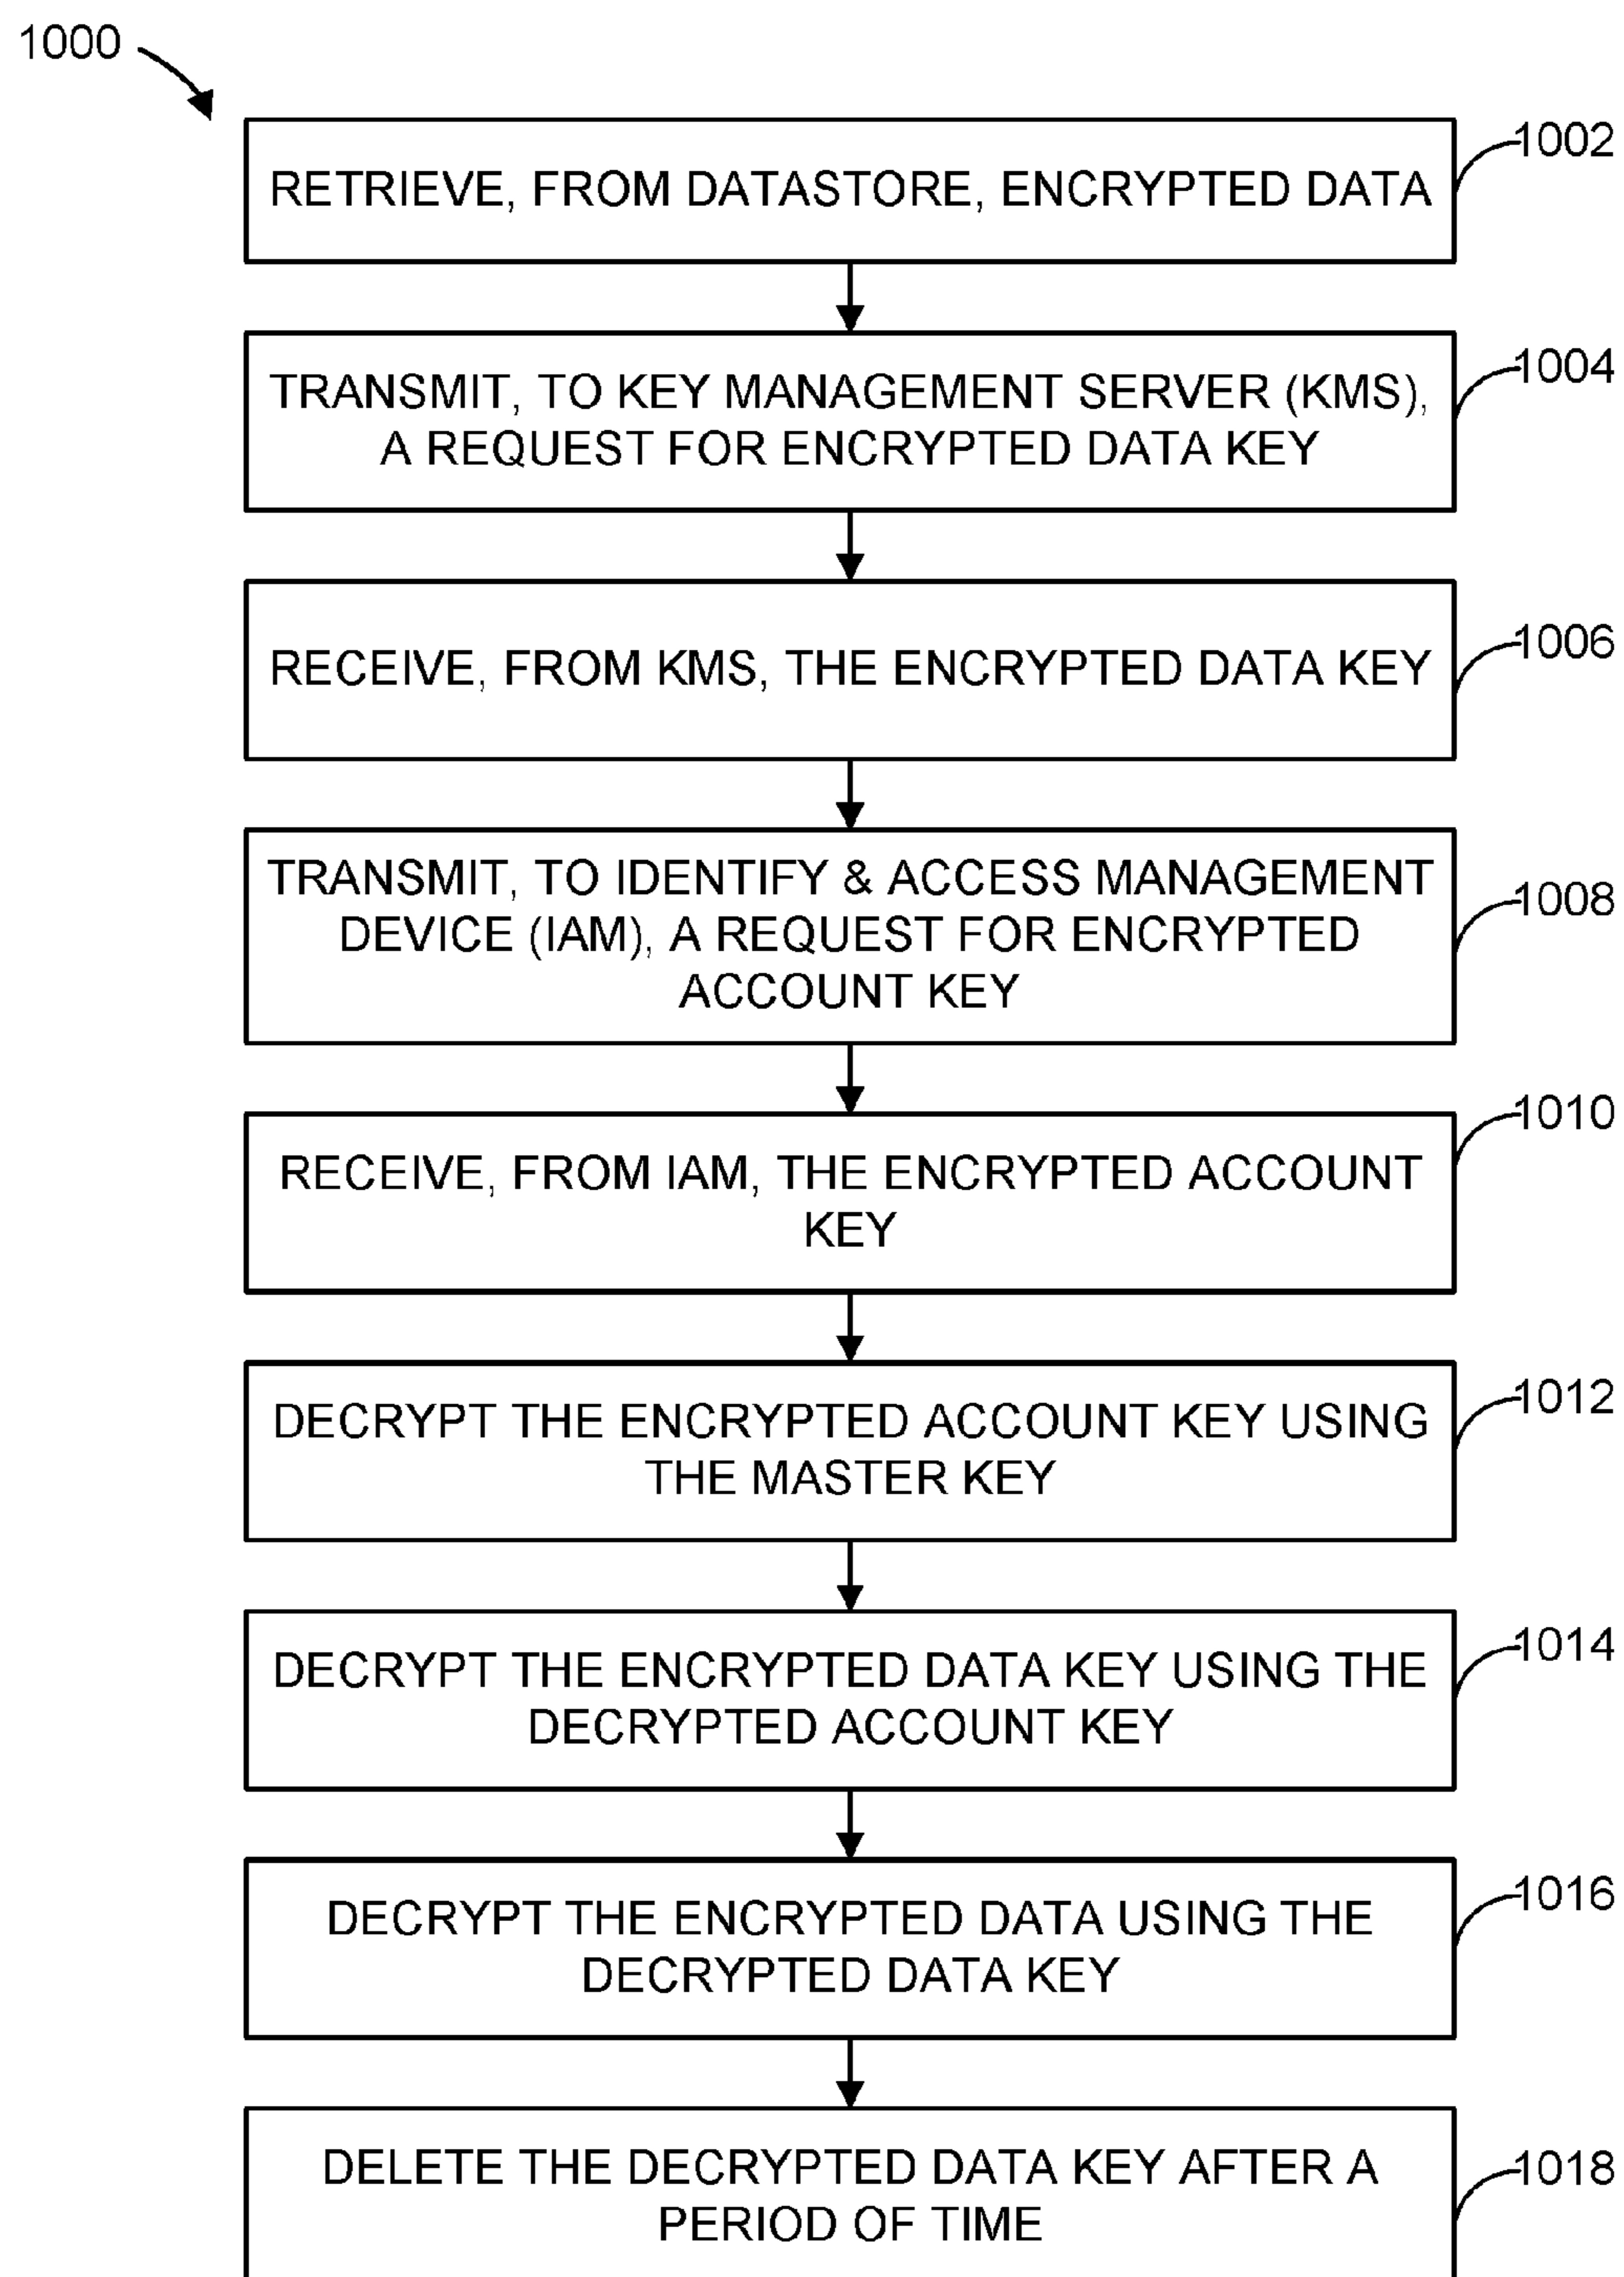 1000
RETRIEVE, FROM DATASTORE, ENCRYPTED DATA
1002
TRANSMIT, TO KEY MANAGEMENT SERVER (KMS),
A REQUEST FOR ENCRYPTED DATA KEY
1004
RECEIVE, FROM KMS, THE ENCRYPTED DATA KEY
1006
TRANSMIT, TO IDENTIFY & ACCESS MANAGEMENT
DEVICE (IAM), A REQUEST FOR ENCRYPTED
ACCOUNT KEY
1008
RECEIVE, FROM IAM, THE ENCRYPTED ACCOUNT
KEY
1010
DECRYPT THE ENCRYPTED ACCOUNT KEY USING
THE MASTER KEY
1012
DECRYPT THE ENCRYPTED DATA KEY USING THE
DECRYPTED ACCOUNT KEY
1014
DECRYPT THE ENCRYPTED DATA USING THE
DECRYPTED DATA KEY
1016
DELETE THE DECRYPTED DATA KEY AFTER A
PERIOD OF TIME
1018